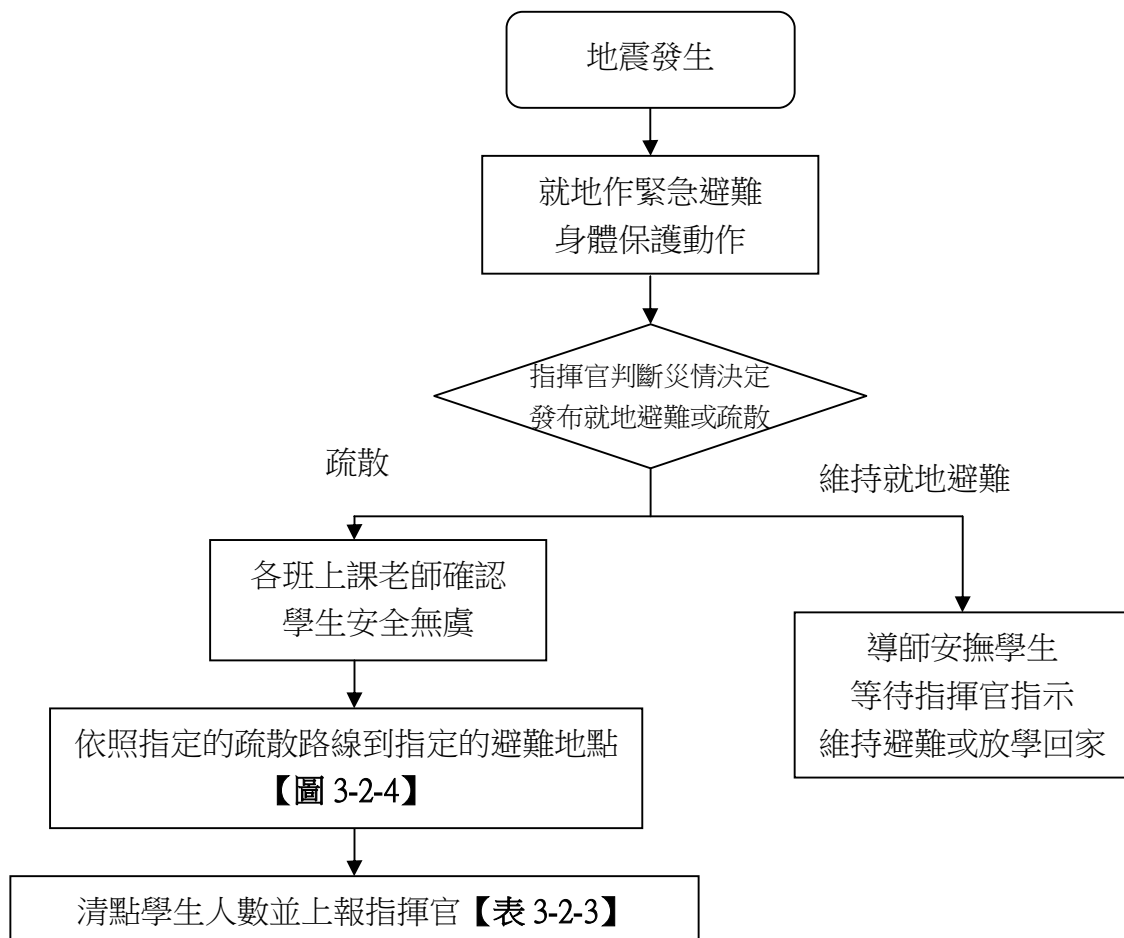 地震發生
就地作緊急避難
身體保護動作
指揮官判斷災情決定
發布就地避難或疏散
疏散
維持就地避難
各班上課老師確認
學生安全無虞
導師安撫學生
等待指揮官指示
維持避難或放學回家
依照指定的疏散路線到指定的避難地點
【圖 3-2-4】
清點學生人數並上報指揮官【表 3-2-3】